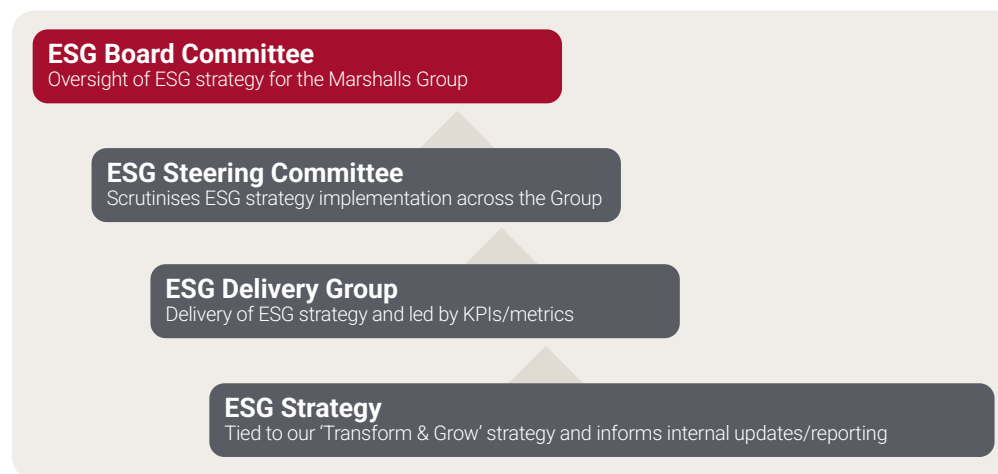 ESG Board Committee
Oversight of ESG strategy for the Marshalls Group
ESG Steering Committee
Scrutinises ESG strategy implementation across the Group
ESG Delivery Group
Delivery of ESG strategy and led by KPIs/metrics
ESG Strategy
Tied to our ‘Transform & Grow’ strategy and informs internal updates/reporting